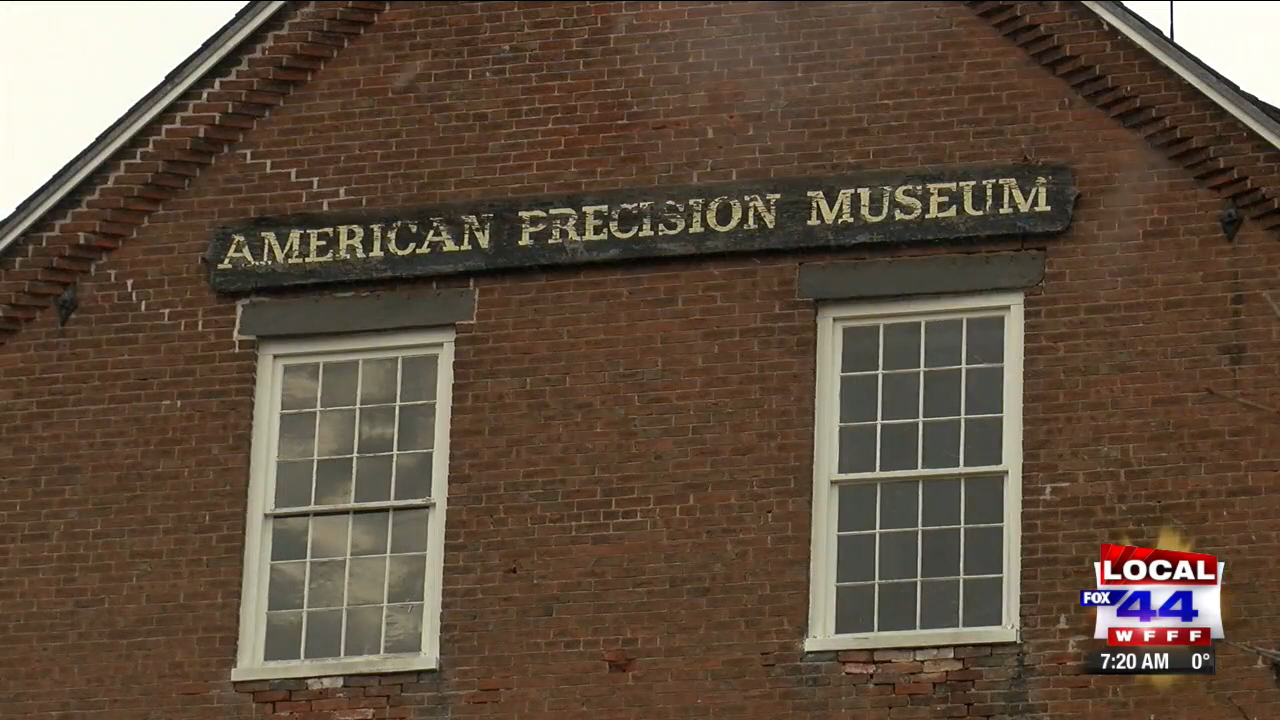 AMERICAN PRECISION MUSEUM
LOCAL
FOX 44
WFFF
7:20 AM 0°